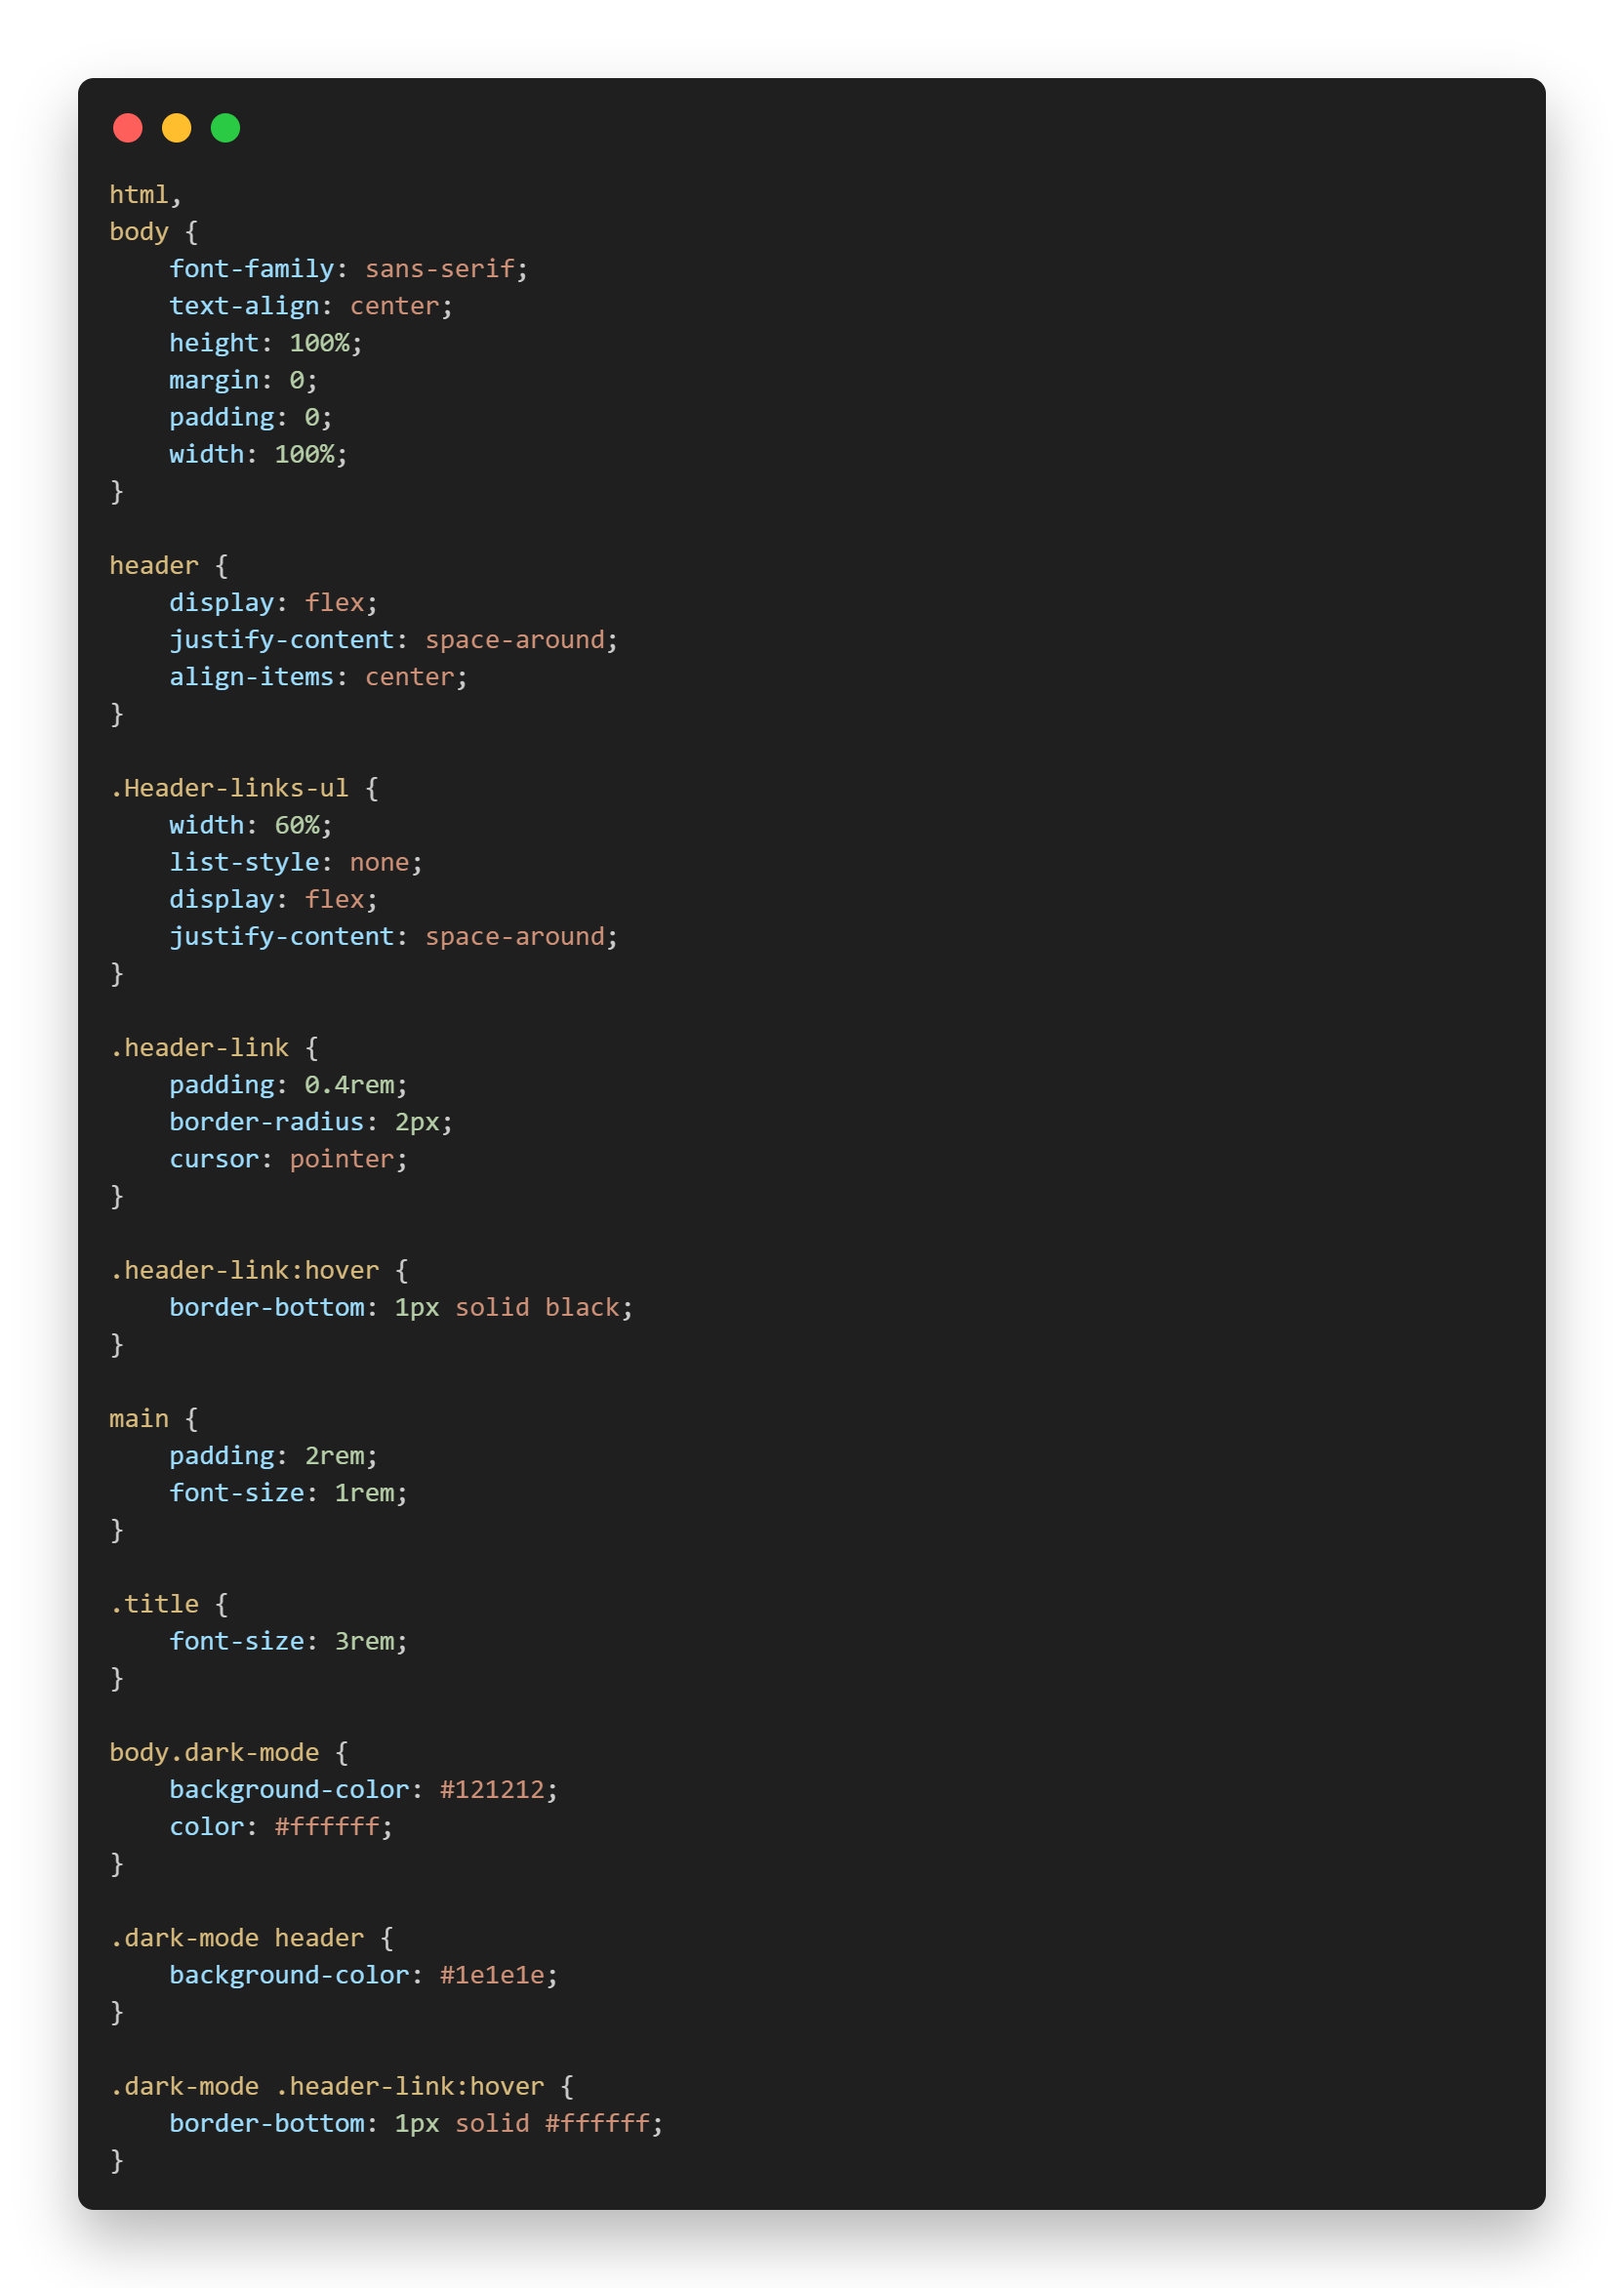 html,
body {
    font-family: sans-serif;
    text-align: center;
    height: 100%;
    margin: 0;
    padding: 0;
    width: 100%;
}

header {
    display: flex;
    justify-content: space-around;
    align-items: center;
}

.Header-links-ul {
    width: 60%;
    list-style: none;
    display: flex;
    justify-content: space-around;
}

.header-link {
    padding: 0.4rem;
    border-radius: 2px;
    cursor: pointer;
}

.header-link:hover {
    border-bottom: 1px solid black;
}

main {
    padding: 2rem;
    font-size: 1rem;
}

.title {
    font-size: 3rem;
}

body.dark-mode {
    background-color: #121212;
    color: #ffffff;
}

.dark-mode header {
    background-color: #1e1e1e;
}

.dark-mode .header-link:hover {
    border-bottom: 1px solid #ffffff;
}